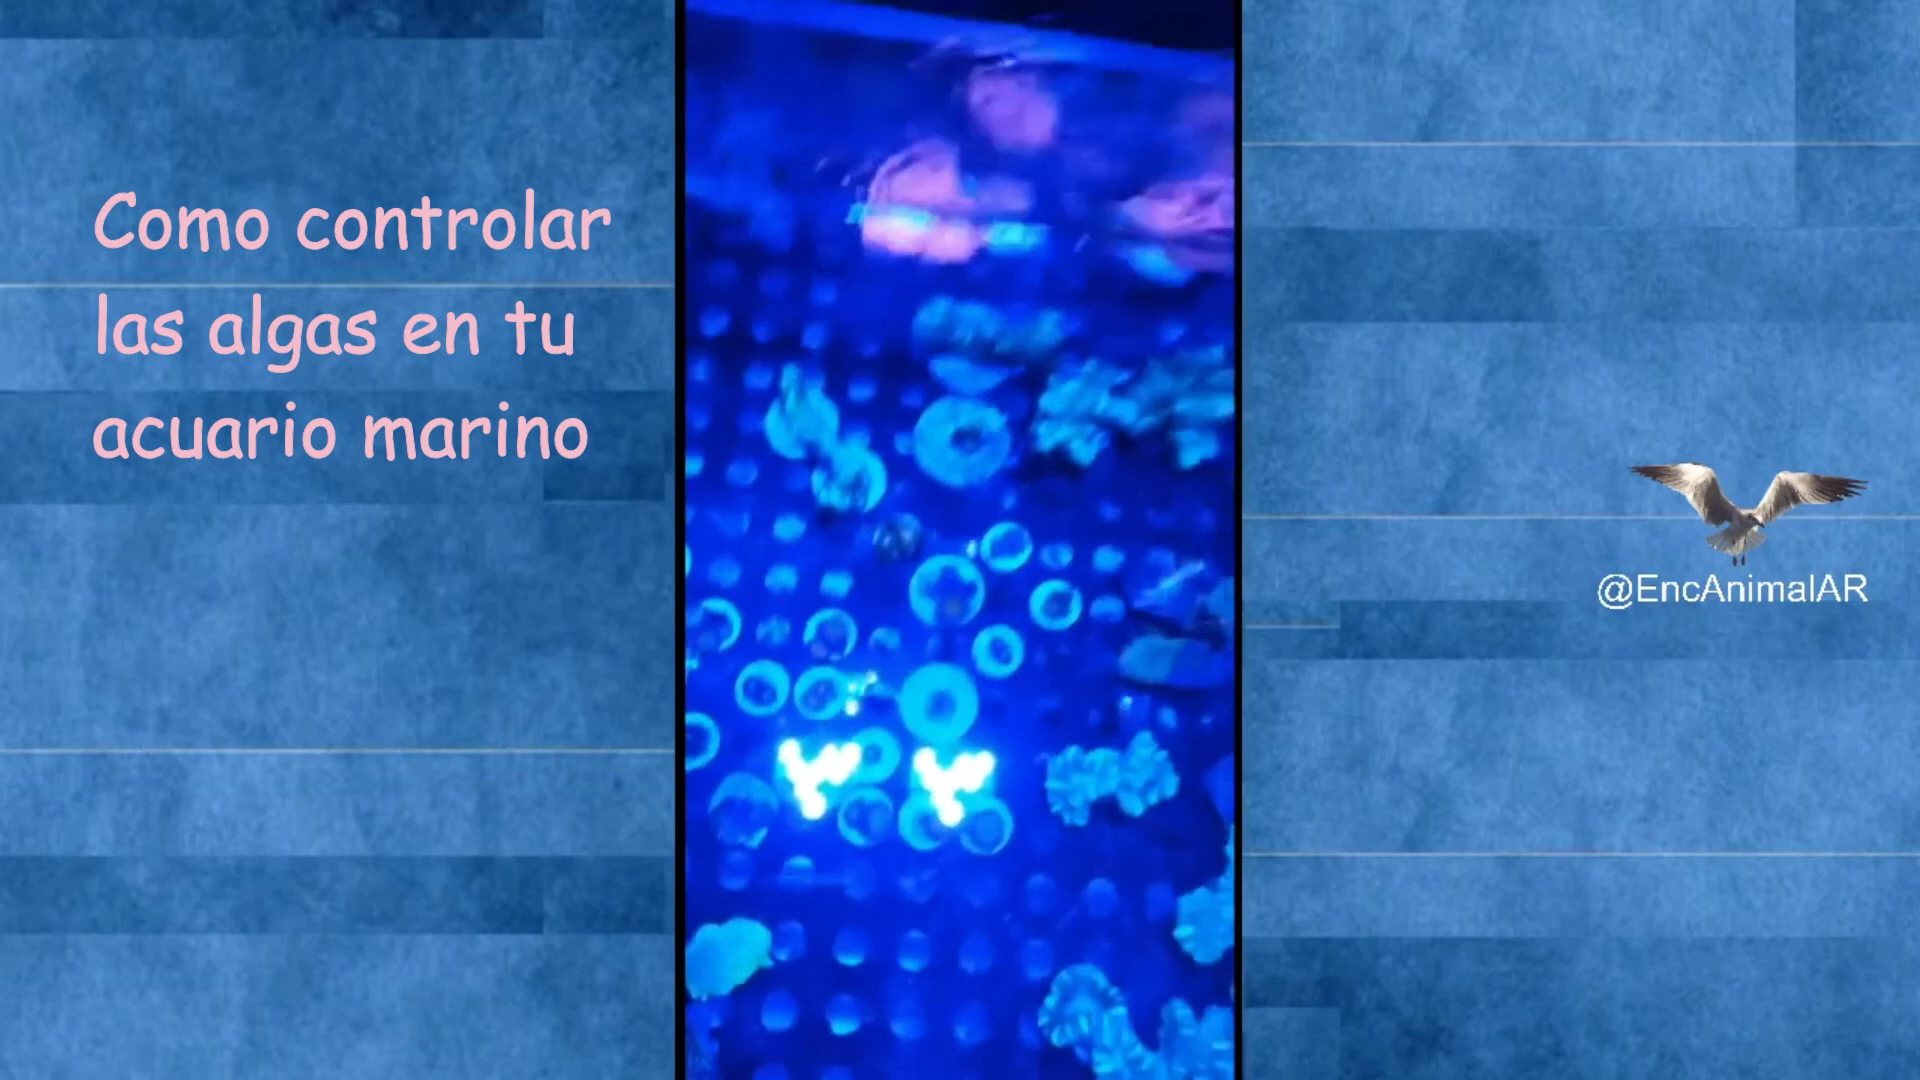 Como controlar
las algas en tu
acuario marino
@EncAnimalAR